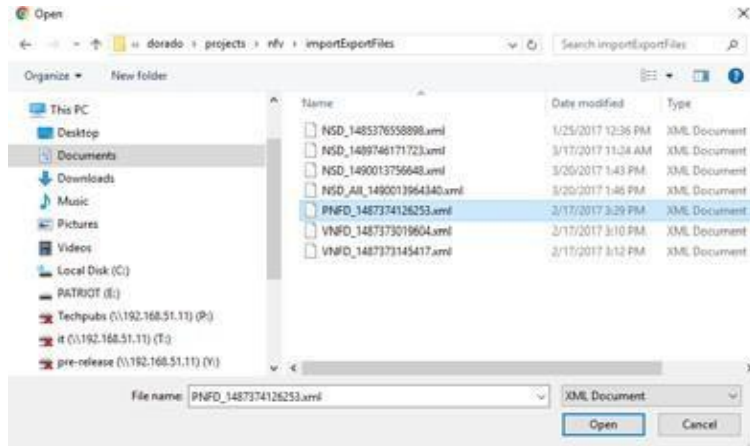 Open
dorado › projects › nfv › importExportFiles
Search importExportFiles
Organize New folder
Name Date modified Type
This PC
Desktop
Documents
Downloads
Music
Pictures
Videos
Local Disk (C:)
PATRIOT (E:)
Techpubs (\\192.168.51.11) (P:)
it (\\192.168.51.11) (T:)
pre-release (\\192.168.51.11) (V:)
NSD_1485376558898.xml 1/25/2017 12:36 PM XML Document
NSD_1489746171723.xml 3/17/2017 11:24 AM XML Document
NSD_1490013756648.xml 3/20/2017 1:43 PM XML Document
NSD_All_1490013964340.xml 3/20/2017 1:46 PM XML Document
PNFD_1487374126253.xml 2/17/2017 3:29 PM XML Document
VNFD_1487373019604.xml 2/17/2017 3:10 PM XML Document
VNFD_1487373145417.xml 2/17/2017 3:12 PM XML Document
File name: PNFD_1487374126253.xml XML Document
Open Cancel